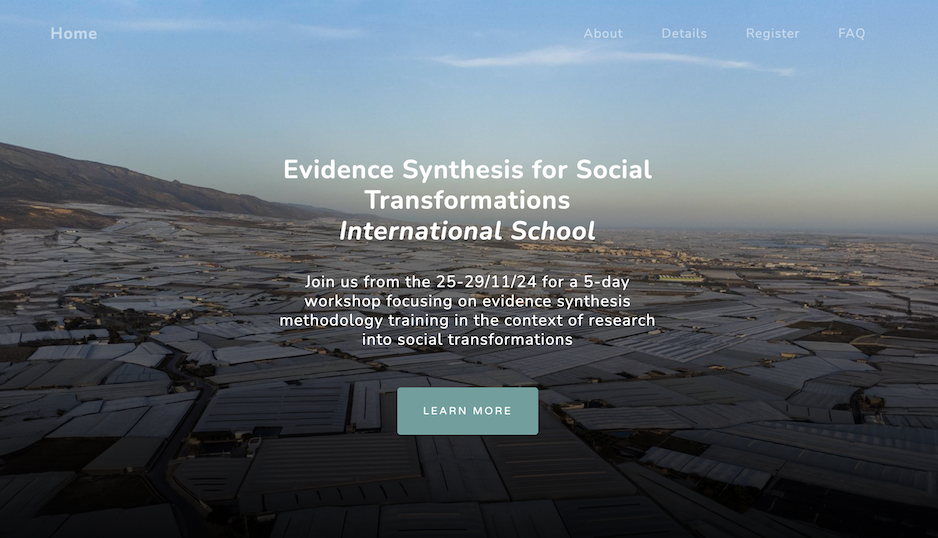 Home
About Details Register FAQ
Evidence Synthesis for Social
Transformations
International School
Join us from the 25-29/11/24 for a 5-day
workshop focusing on evidence synthesis
methodology training in the context of research
into social transformations
LEARN MORE